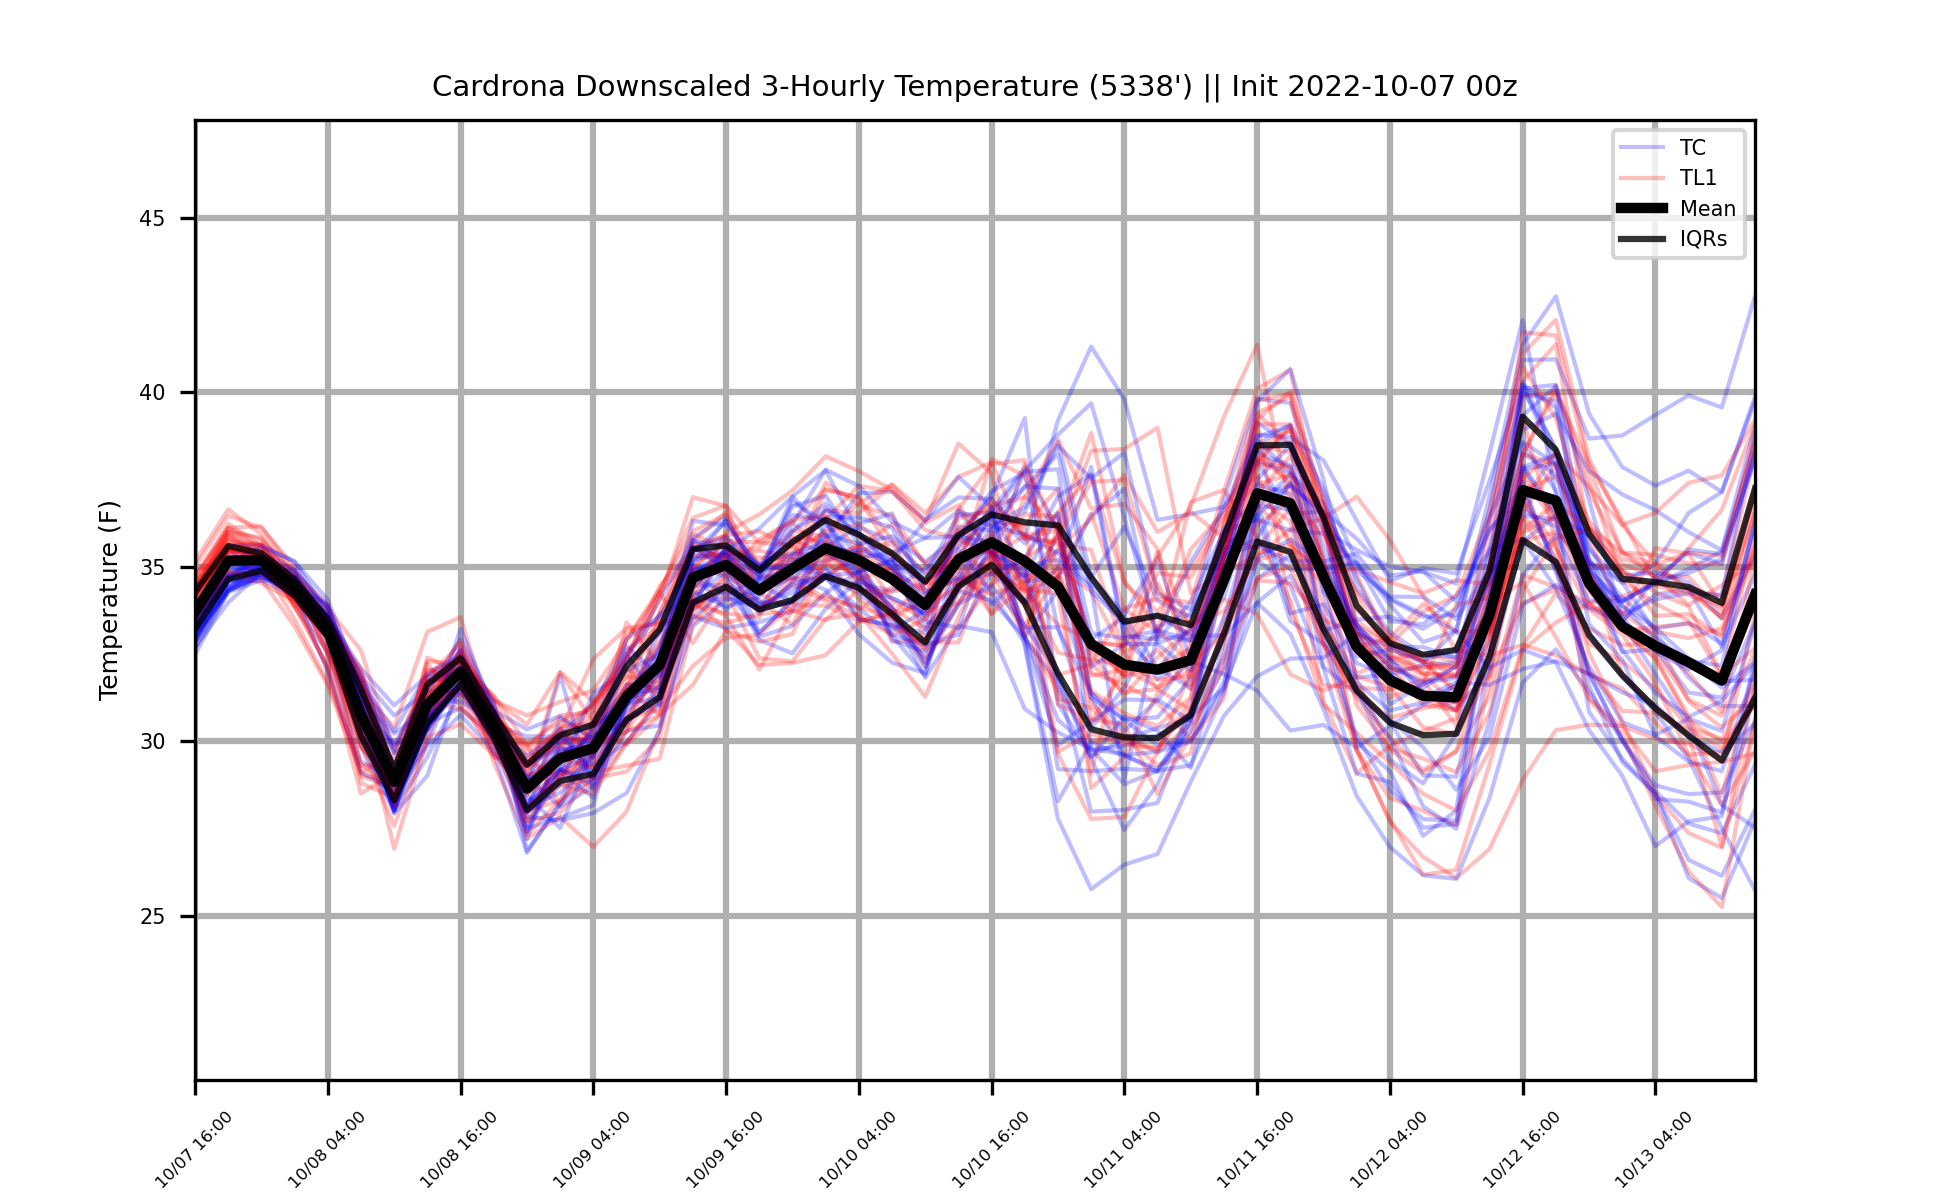 Cardrona Downscaled 3-Hourly Temperature (5338') || Init 2022-10-07 00z
TC
TL1
Mean
IQRs
Temperature (F)
45
40
35
30
25
10/07 16:00
10/08 04:00
10/08 16:00
10/09 04:00
10/09 16:00
10/10 04:00
10/10 16:00
10/11 04:00
10/11 16:00
10/12 04:00
10/12 16:00
10/13 04:00